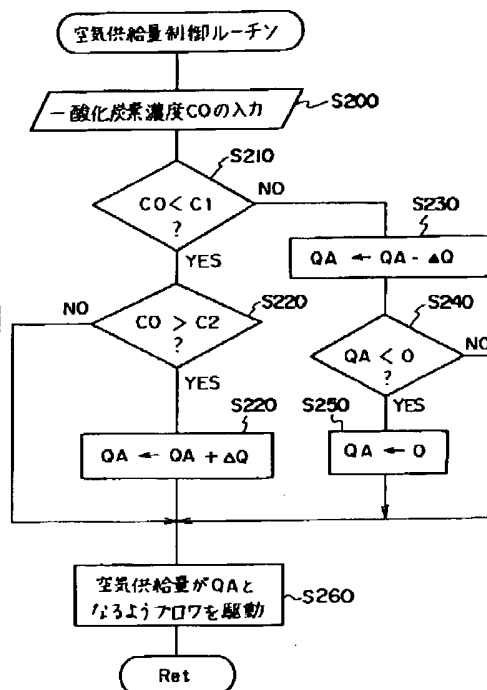 空気供給量制御ルーチン
一酸化炭素濃度COの入力
S200
S210
CO < C1
?
NO
YES
S230
QA ← QA - ΔQ
S220
NO
CO > C2
?
YES
S240
QA < 0
?
NO
YES
S220
QA ← QA + ΔQ
S250
QA ← 0
空気供給量がQAと
なるようブロワを駆動
S260
Ret